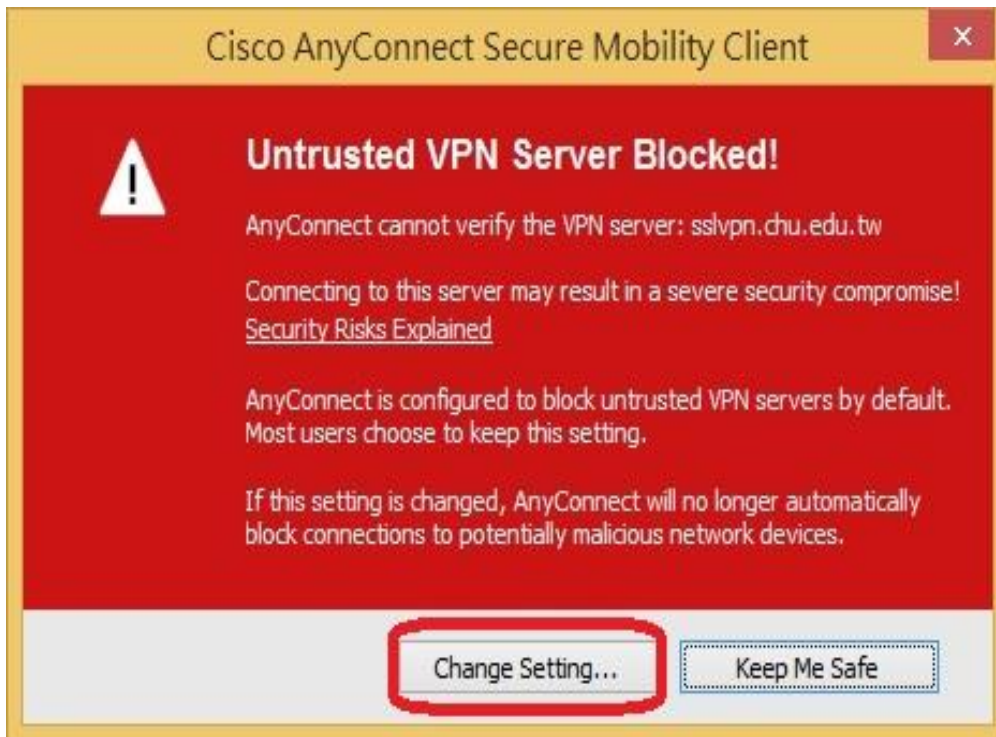 Cisco AnyConnect Secure Mobility Client
x
!
Untrusted VPN Server Blocked!
AnyConnect cannot verify the VPN server: sslvpn.chu.edu.tw
Connecting to this server may result in a severe security compromise!
Security Risks Explained
AnyConnect is configured to block untrusted VPN servers by default.
Most users choose to keep this setting.
If this setting is changed, AnyConnect will no longer automatically
block connections to potentially malicious network devices.
Change Setting... Keep Me Safe